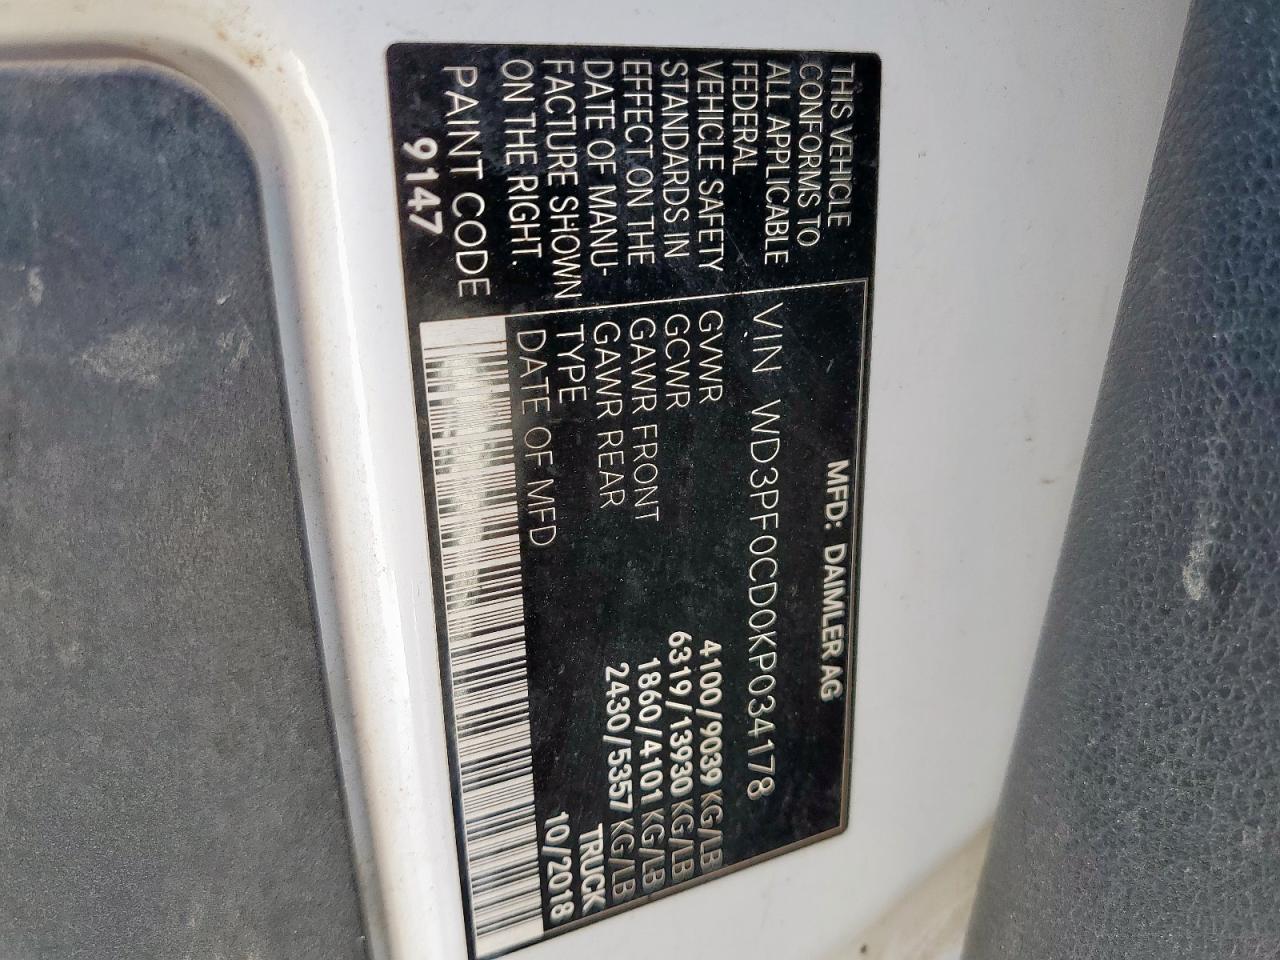 MFD: DAIMLER AG
THIS VEHICLE
CONFORMS TO
ALL APPLICABLE
FEDERAL
VEHICLE SAFETY
STANDARDS IN
EFFECT ON THE
DATE OF MANU-
FACTURE SHOWN
ON THE RIGHT.
PAINT CODE
9147
VIN WD3PF0CD0KP034178
GVWR 4100/9039 KG/LB
GCWR 6319/13930 KG/LB
GAWR FRONT 1860/4101 KG/LB
GAWR REAR 2430/5357 KG/LB
TYPE TRUCK
DATE OF MFD 10/2018